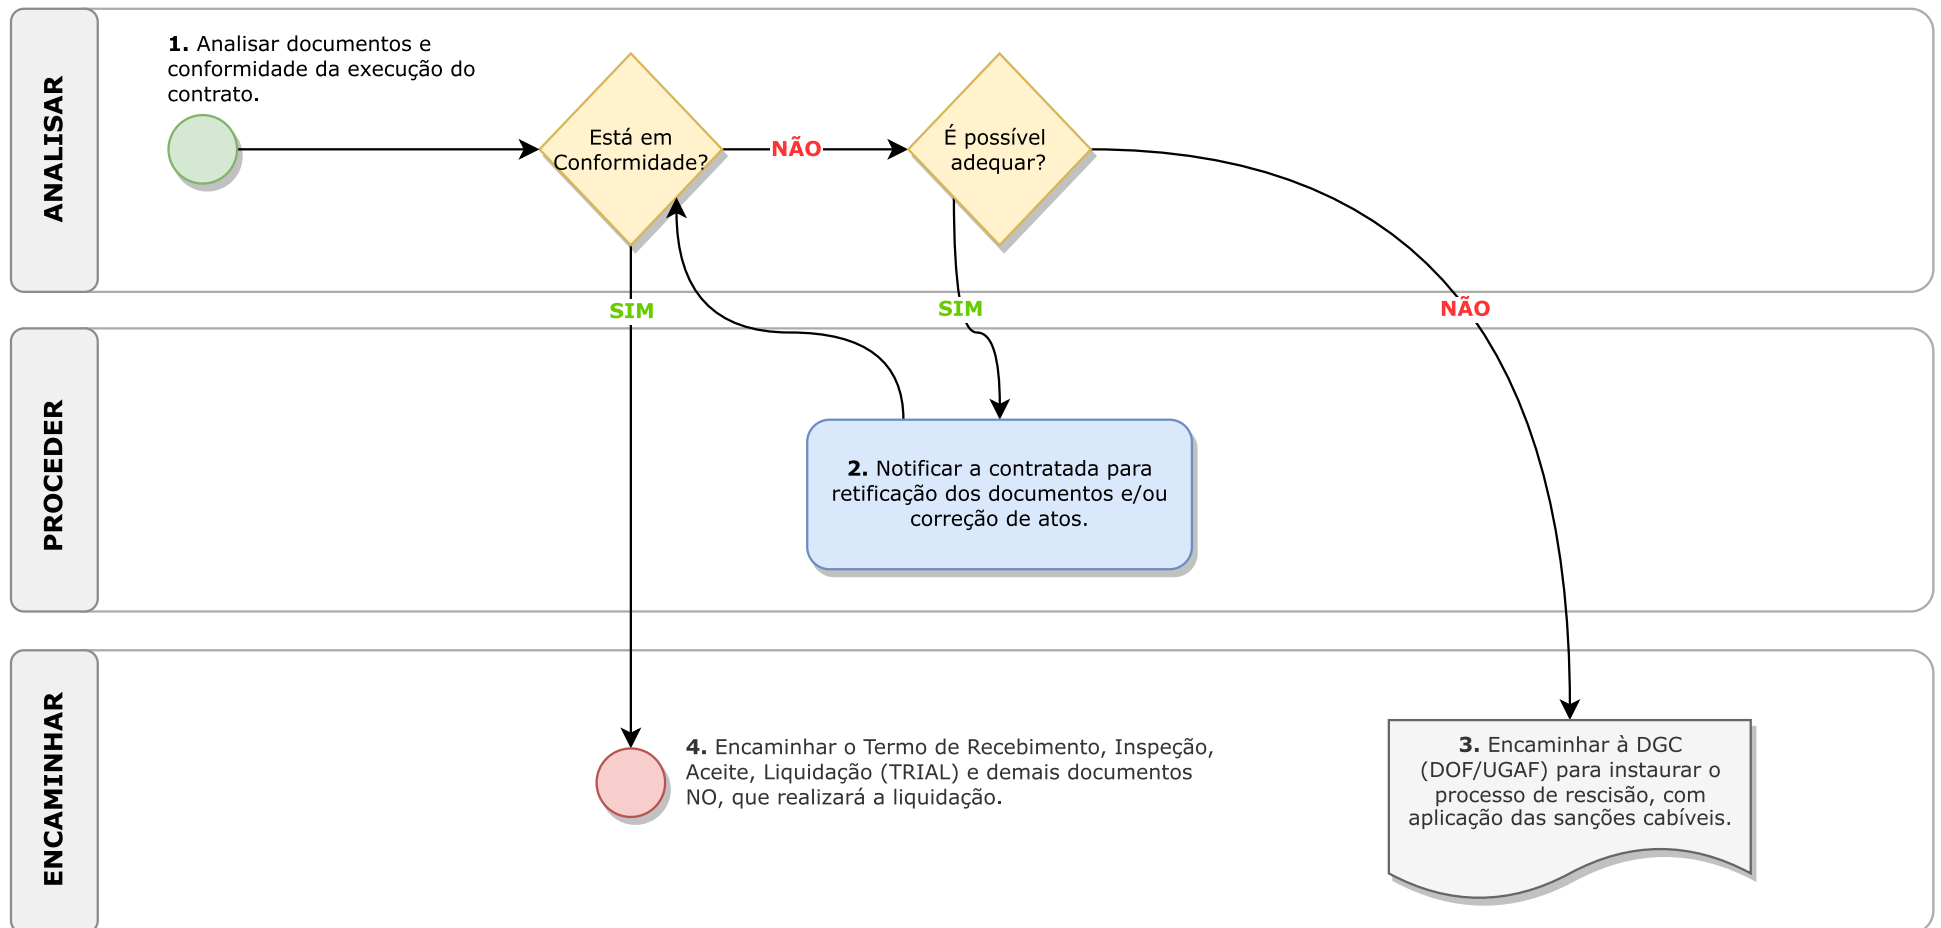 ANALISAR
1. Analisar documentos e
conformidade da execução do
contrato.
Está em
Conformidade?
NÃO
É possível
adequar?
SIM
SIM
NÃO
PROCEDER
2. Notificar a contratada para
retificação dos documentos e/ou
correção de atos.
ENCAMINHAR
4. Encaminhar o Termo de Recebimento, Inspeção,
Aceite, Liquidação (TRIAL) e demais documentos
NO, que realizará a liquidação.
3. Encaminhar à DGC
(DOF/UGAF) para instaurar o
processo de rescisão, com
aplicação das sanções cabíveis.